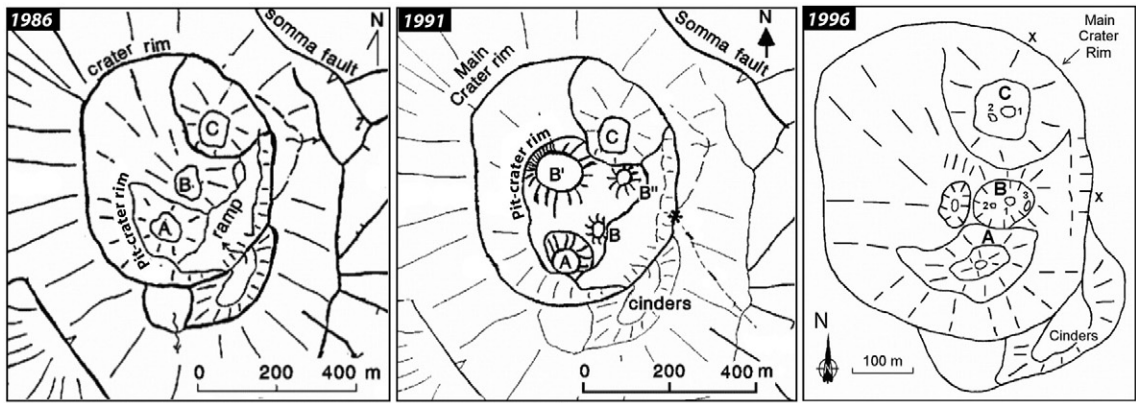 1986
N
crater rim
Somma fault
C
B
Pit-crater rim
A
ramp
0 200 400 m
1991
N
Main
Crater rim
Somma fault
C
Pit-crater rim
B'
B"
B
A
cinders
0 200 400 m
1996
x
Main
Crater
Rim
C
2 1
B
2 3
x
A
N
Cinders
100 m